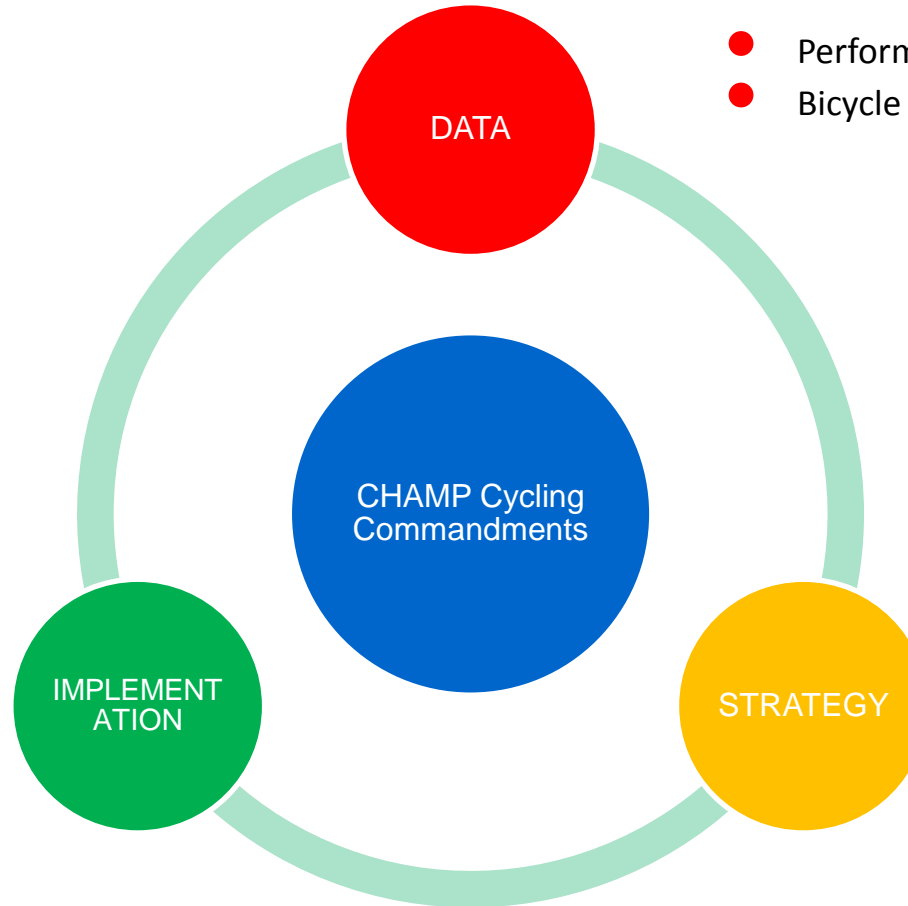 Perform
Bicycle
DATA
CHAMP Cycling
Commandments
IMPLEMENT
ATION
STRATEGY